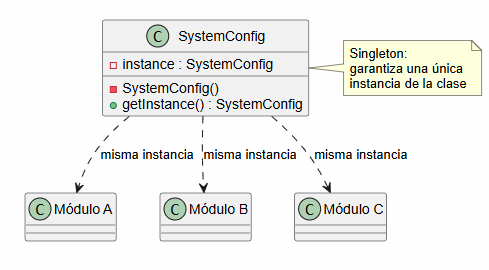 C SystemConfig
instance : SystemConfig
SystemConfig()
getInstance() : SystemConfig
Singleton:
garantiza una única
instancia de la clase
misma instancia
misma instancia
misma instancia
C Módulo A
C Módulo B
C Módulo C